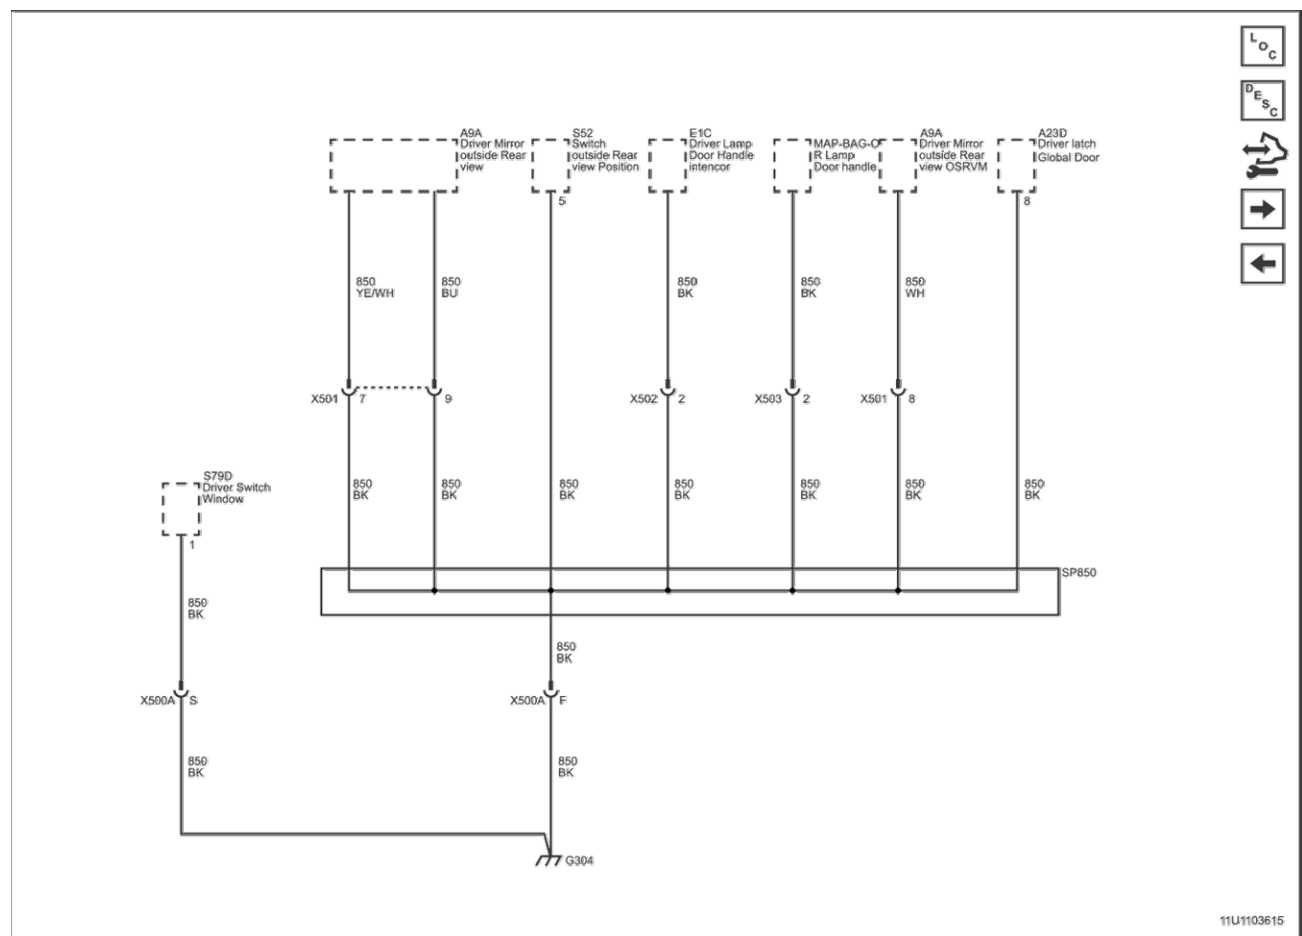 LOC
DESC
A9A
Driver Mirror
outside Rear
view
S52
Switch
outside Rear
view Position
E1C
Driver Lamp
Door Handle
intencor
MAP-BAG-O
R Lamp
Door handle
A9A
Driver Mirror
outside Rear
view OSRVM
A23D
Driver latch
Global Door
5
8
850
YE/WH
850
BU
850
BK
850
BK
850
WH
X501
7
9
X502
2
X503
2
X501
8
S79D
Driver Switch
Window
1
850
BK
850
BK
850
BK
850
BK
850
BK
850
BK
850
BK
SP850
850
BK
850
BK
X500A
S
X500A
F
850
BK
850
BK
G304
11U1103615